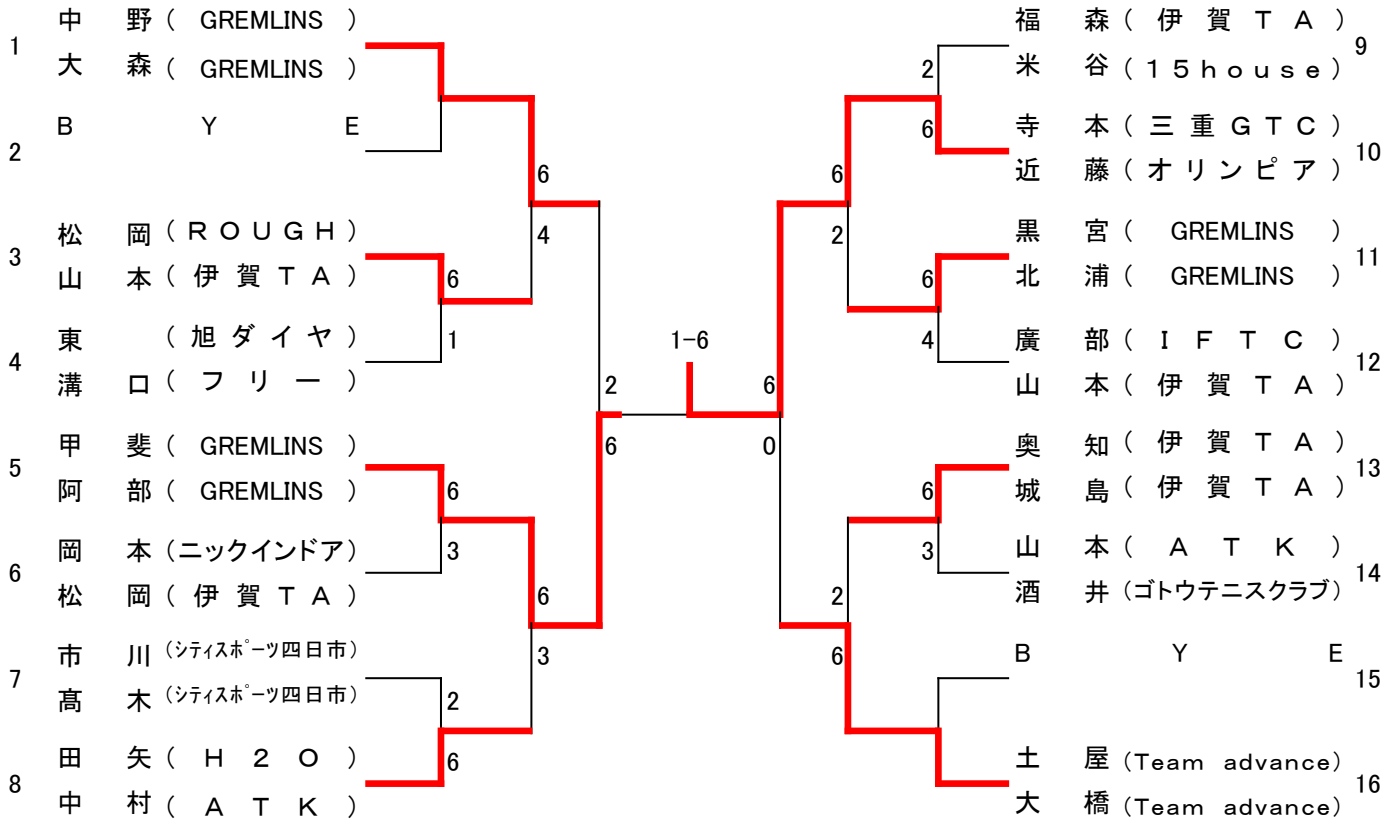 1
中 野 ( GREMLINS )
大 森 ( GREMLINS )
2
B Y E
3
松 岡 ( R O U G H )
山 本 ( 伊 賀 T A )
4
東 ( 旭 ダ イ ヤ )
溝 口 ( フ リ ー )
5
甲 斐 ( GREMLINS )
阿 部 ( GREMLINS )
6
岡 本 (ニックインドア)
松 岡 ( 伊 賀 T A )
7
市 川 (ｼﾃｨｽﾎﾟｰﾂ四日市)
髙 木 (ｼﾃｨｽﾎﾟｰﾂ四日市)
8
田 矢 ( H 2 O )
中 村 ( A T K )
6
4
6
1
6
3
6
3
2
6
2
6
1-6
6
0
2
6
6
2
6
4
6
3
2
6
福 森 ( 伊 賀 T A )
米 谷 ( 1 5 h o u s e )
9
寺 本 ( 三 重 G T C )
近 藤 ( オ リ ン ピ ア )
10
黒 宮 ( GREMLINS )
北 浦 ( GREMLINS )
11
廣 部 ( I F T C )
山 本 ( 伊 賀 T A )
12
奥 知 ( 伊 賀 T A )
城 島 ( 伊 賀 T A )
13
山 本 ( A T K )
酒 井 (ゴトウテニスクラブ)
14
B Y E
15
土 屋 (Team advance)
大 橋 (Team advance)
16